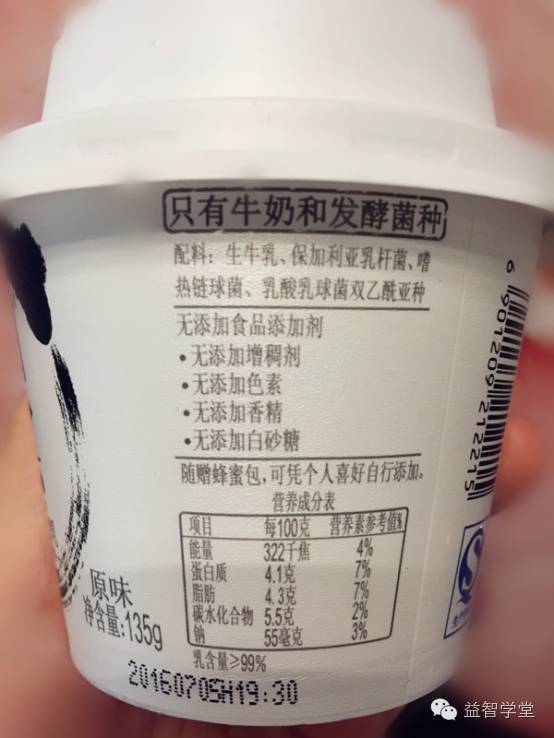 只有牛奶和发酵菌种
配料：生牛乳、保加利亚乳杆菌、嗜
热链球菌、乳酸乳球菌双乙酰亚种
无添加食品添加剂
•无添加增稠剂
•无添加色素
•无添加香精
•无添加白砂糖
随赠蜂蜜包，可凭个人喜好自行添加。
营养成分表
项目 每100克 营养素参考值%
能量 322千焦 4%
蛋白质 4.1克 7%
脂肪 4.3克 7%
碳水化合物 5.5克 2%
钠 55毫克 3%
乳含量≥99%
原味
净含量:135g
20160705H19:30
6 901209 212215
益智学堂